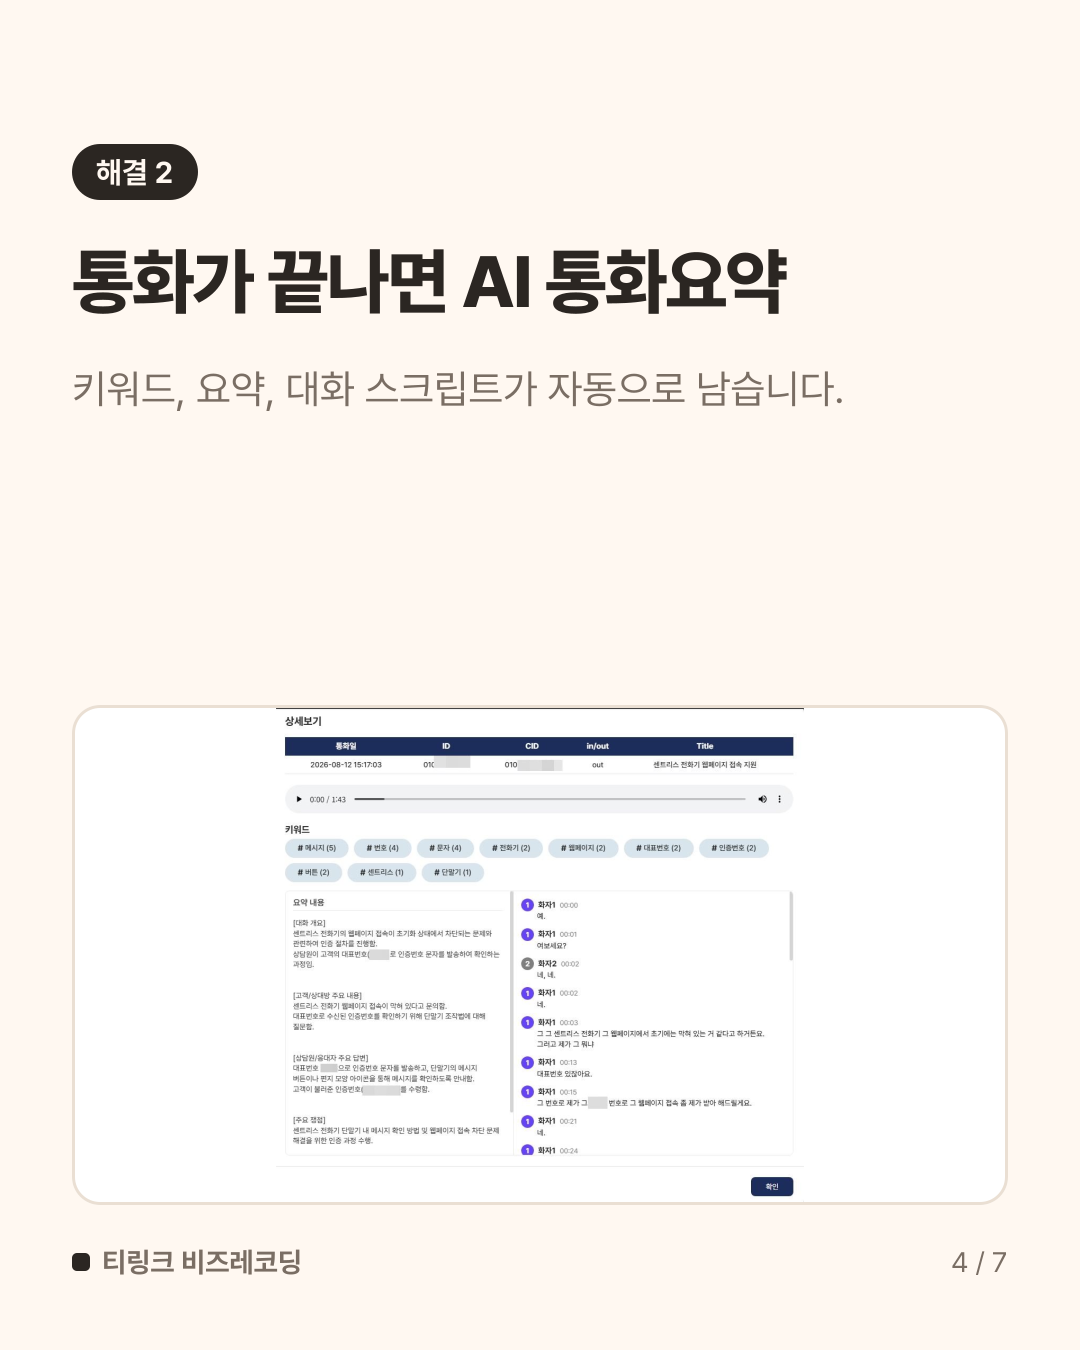 해결 2
통화가 끝나면 AI 통화요약
키워드, 요약, 대화 스크립트가 자동으로 남습니다.
상세보기
통화일 ID CID in/out Title
2026-08-12 15:17:03 010 010 out 센트리스 전화기 웹페이지 접속 지원
0:00 / 1:43
키워드
# 메시지 (5) # 번호 (4) # 문자 (4) # 전화기 (2) # 웹페이지 (2) # 대표번호 (2) # 인증번호 (2)
# 버튼 (2) # 센트리스 (1) # 단말기 (1)
요약 내용
[대화 개요]
센트리스 전화기의 웹페이지 접속이 초기화 상태에서 차단되는 문제와
관련하여 인증 절차를 진행함.
상담원이 고객의 대표번호( 로 인증번호 문자를 발송하여 확인하는
과정임.
[고객/상대방 주요 내용]
센트리스 전화기 웹페이지 접속이 막혀 있다고 문의함.
대표번호로 수신된 인증번호를 확인하기 위해 단말기 조작법에 대해
질문함.
[상담원/응대자 주요 답변]
대표번호 으로 인증번호 문자를 발송하고, 단말기의 메시지
버튼이나 편지 모양 아이콘을 통해 메시지를 확인하도록 안내함.
고객이 불러준 인증번호( 를 수령함.
[주요 쟁점]
센트리스 전화기 단말기 내 메시지 확인 방법 및 웹페이지 접속 차단 문제
해결을 위한 인증 과정 수행.
1 화자1 00:00
예.
1 화자1 00:01
여보세요?
2 화자2 00:02
네, 네.
1 화자1 00:02
네.
1 화자1 00:03
그 그 센트리스 전화기 그 웹페이지에서 초기에는 막혀 있는 거 같다고 하거든요.
그러고 제가 그 뭐냐
1 화자1 00:13
대표번호 있잖아요.
1 화자1 00:15
그 번호로 제가 그 번호로 그 웹페이지 접속 좀 제가 받아 해드릴게요.
1 화자1 00:21
네.
1 화자1 00:24
확인
티링크 비즈레코딩
4 / 7